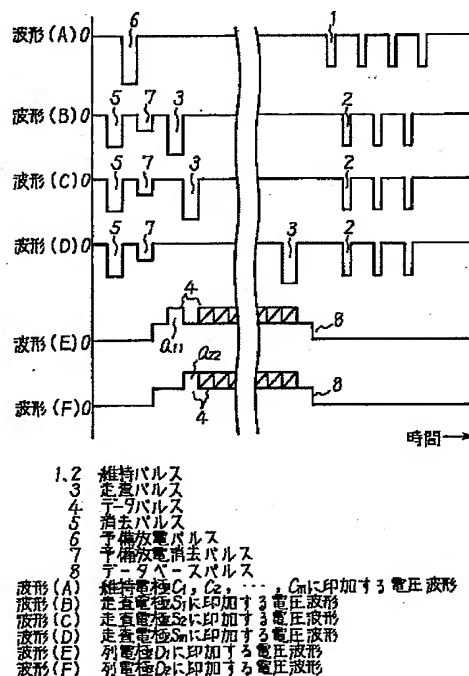 6
1
波形(A)0
5 7 3
2
波形(B)0
5 7 3
2
波形(C)0
5 7
3 2
波形(D)0
4
8
a11
波形(E)0
a22
8
4
波形(F)0
時間→
1,2 維持パルス
3 走査パルス
4 データパルス
5 消去パルス
6 予備放電パルス
7 予備放電消去パルス
8 データベースパルス
波形(A) 維持電極C1, C2, ‥‥, Cmに印加する電圧波形
波形(B) 走査電極S1に印加する電圧波形
波形(C) 走査電極S2に印加する電圧波形
波形(D) 走査電極Smに印加する電圧波形
波形(E) 列電極D1に印加する電圧波形
波形(F) 列電極D2に印加する電圧波形